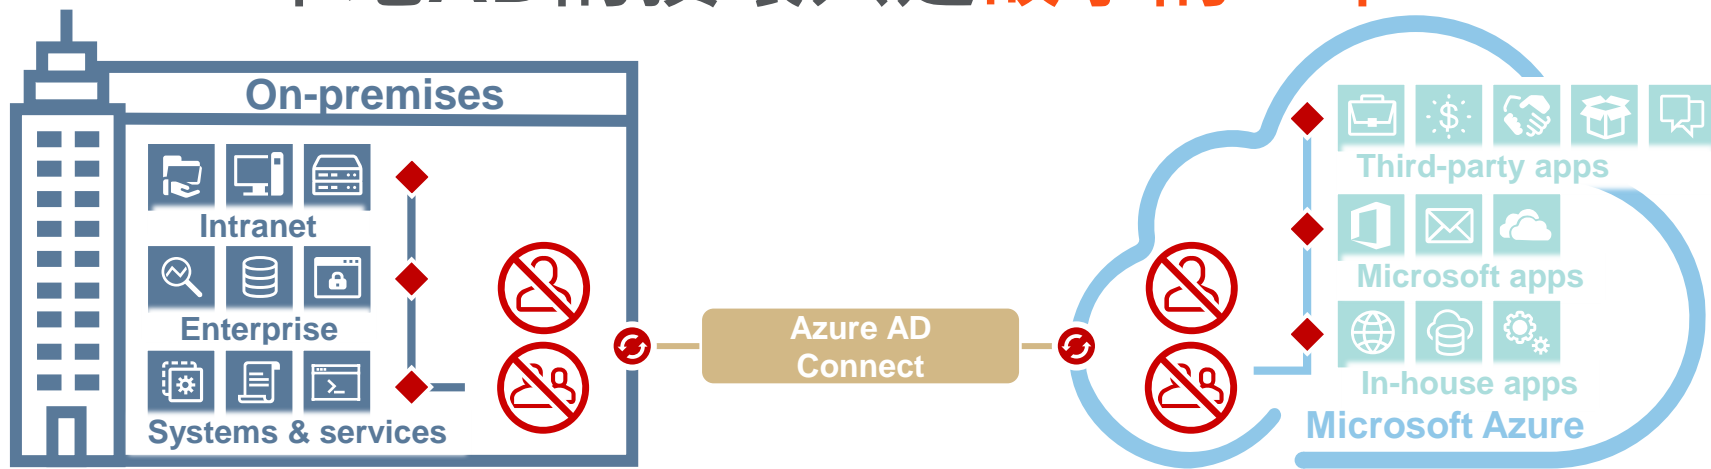 On-premises
Intranet
Enterprise
Systems & services
Azure AD
Connect
Third-party apps
Microsoft apps
In-house apps
Microsoft Azure